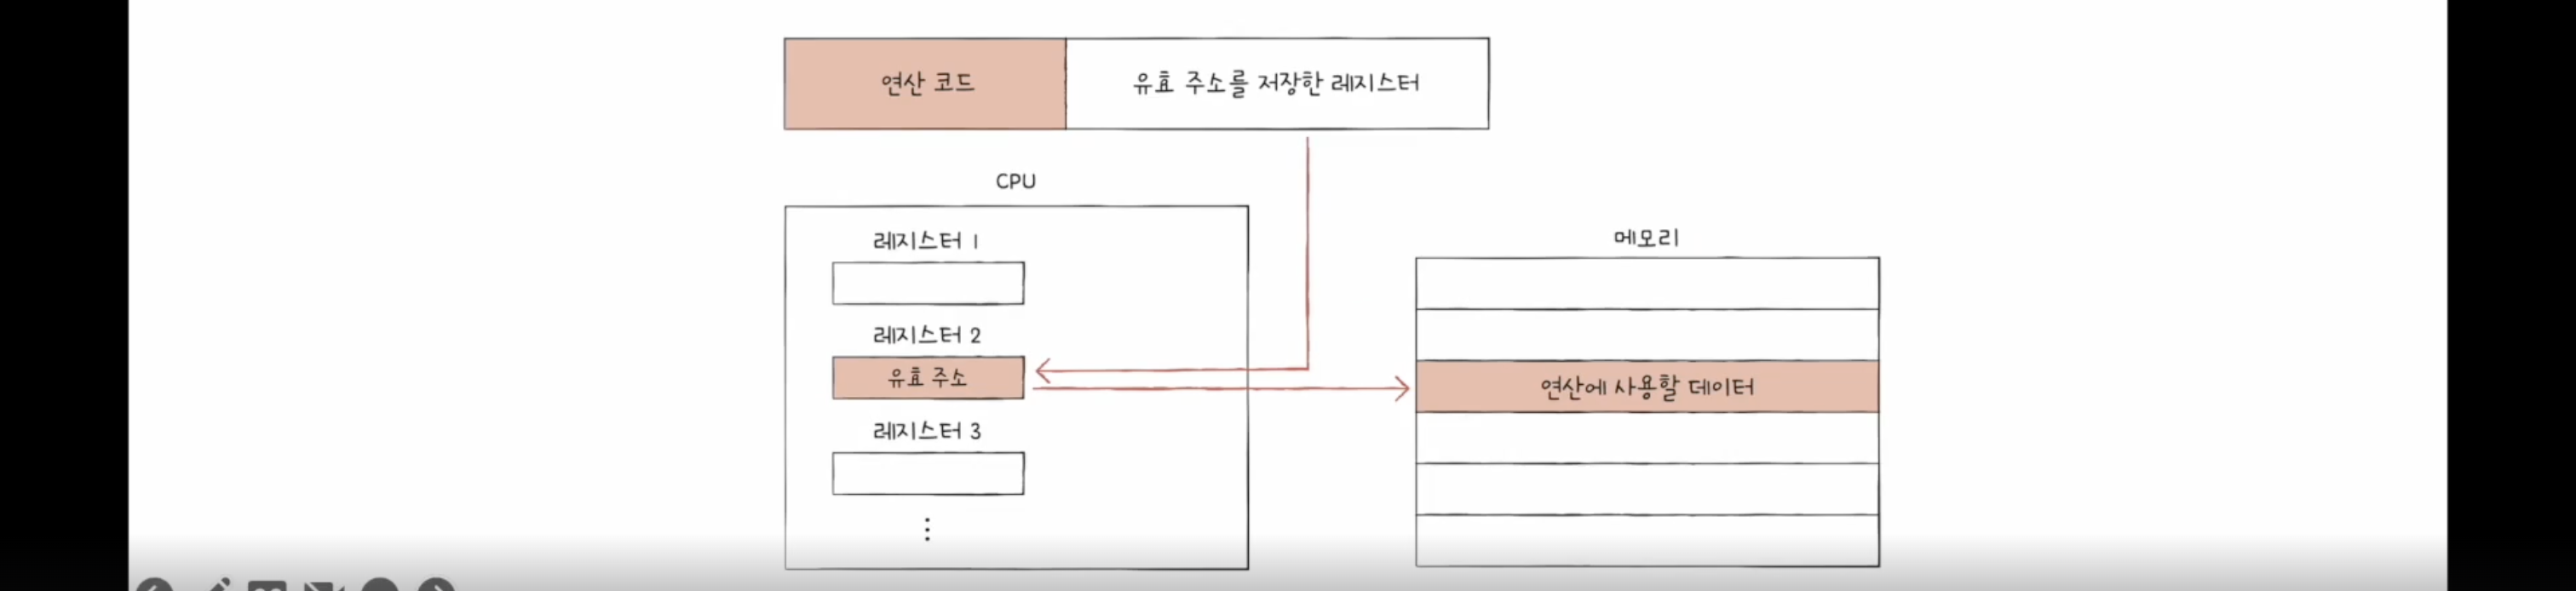 연산 코드
유효 주소를 저장한 레지스터
CPU
레지스터 1
레지스터 2
유효 주소
레지스터 3
⋮
메모리
연산에 사용할 데이터